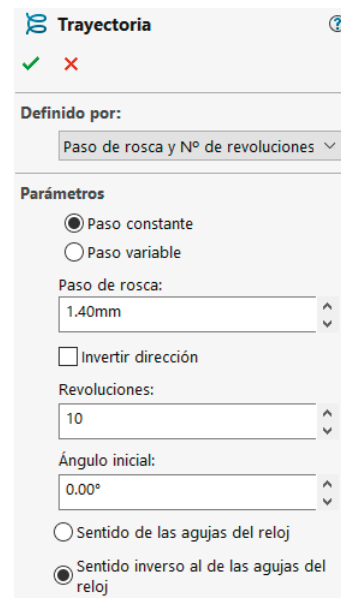 Trayectoria
Definido por:
Paso de rosca y Nº de revoluciones
Parámetros
Paso constante
Paso variable
Paso de rosca:
1.40mm
Invertir dirección
Revoluciones:
10
Ángulo inicial:
0.00°
Sentido de las agujas del reloj
Sentido inverso al de las agujas del
reloj